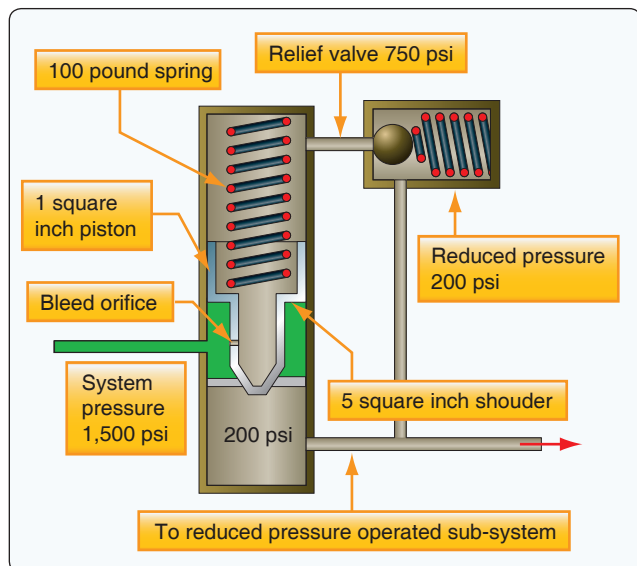 Relief valve 750 psi
100 pound spring
1 square
inch piston
Reduced pressure
200 psi
Bleed orifice
System
pressure
1,500 psi
200 psi
5 square inch shouder
To reduced pressure operated sub-system